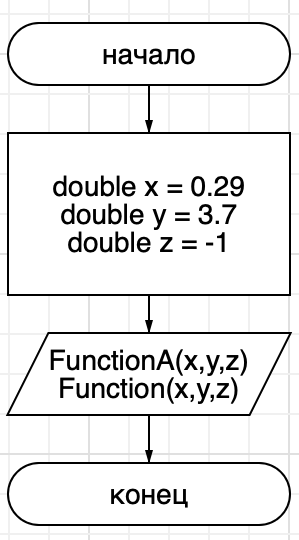 начало
double x = 0.29
double y = 3.7
double z = -1
FunctionA(x,y,z)
Function(x,y,z)
конец